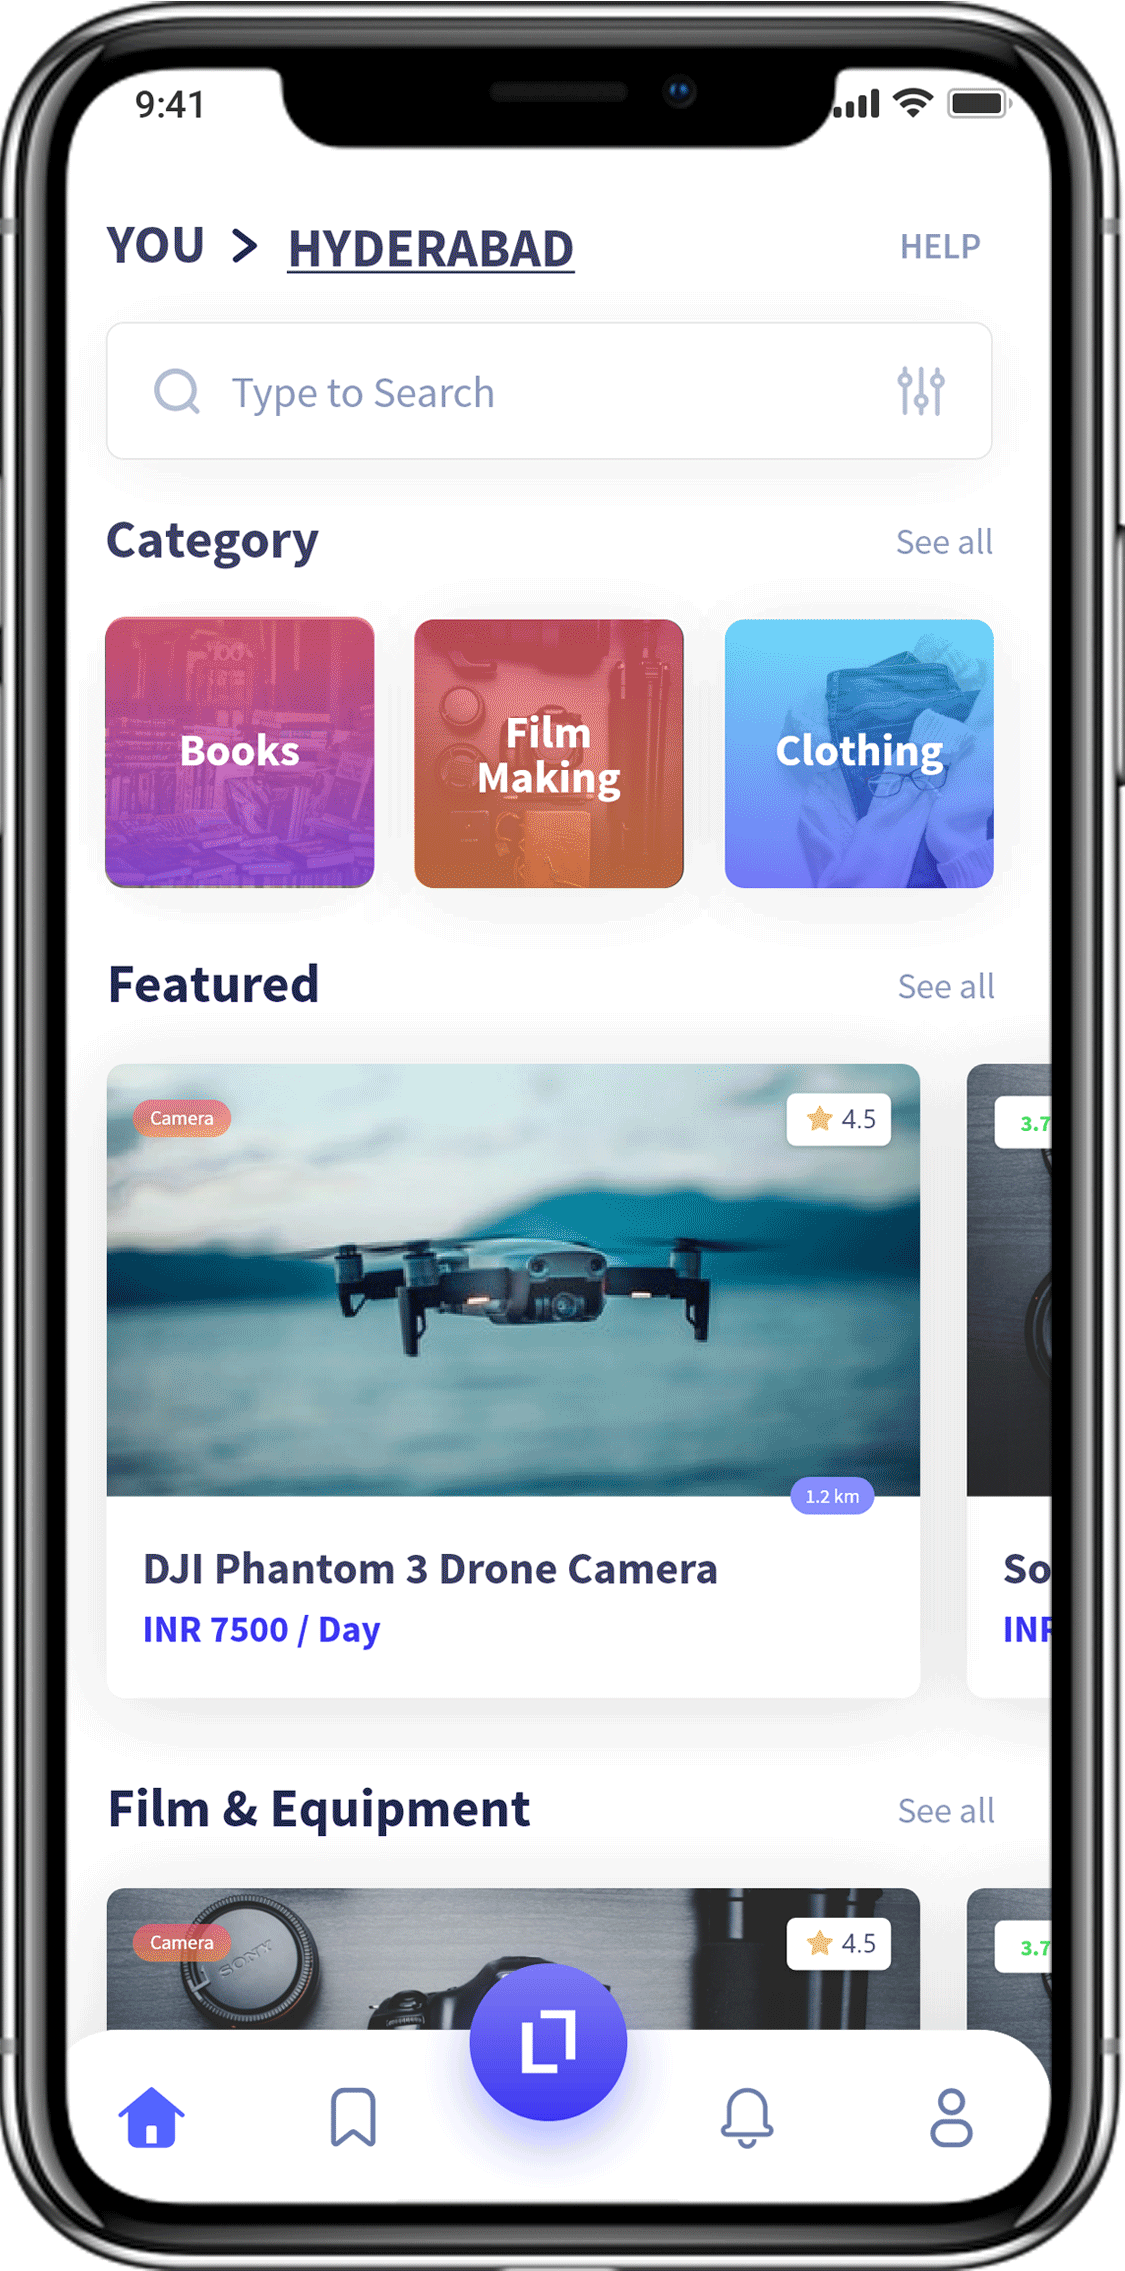 9:41
YOU > HYDERABAD
HELP
Type to Search
Category
See all
Books
Film
Making
Clothing
Featured
See all
Camera
4.5
3.7
1.2 km
DJI Phantom 3 Drone Camera
INR 7500 / Day
So
INR
Film & Equipment
See all
Camera
SONY
4.5
3.7